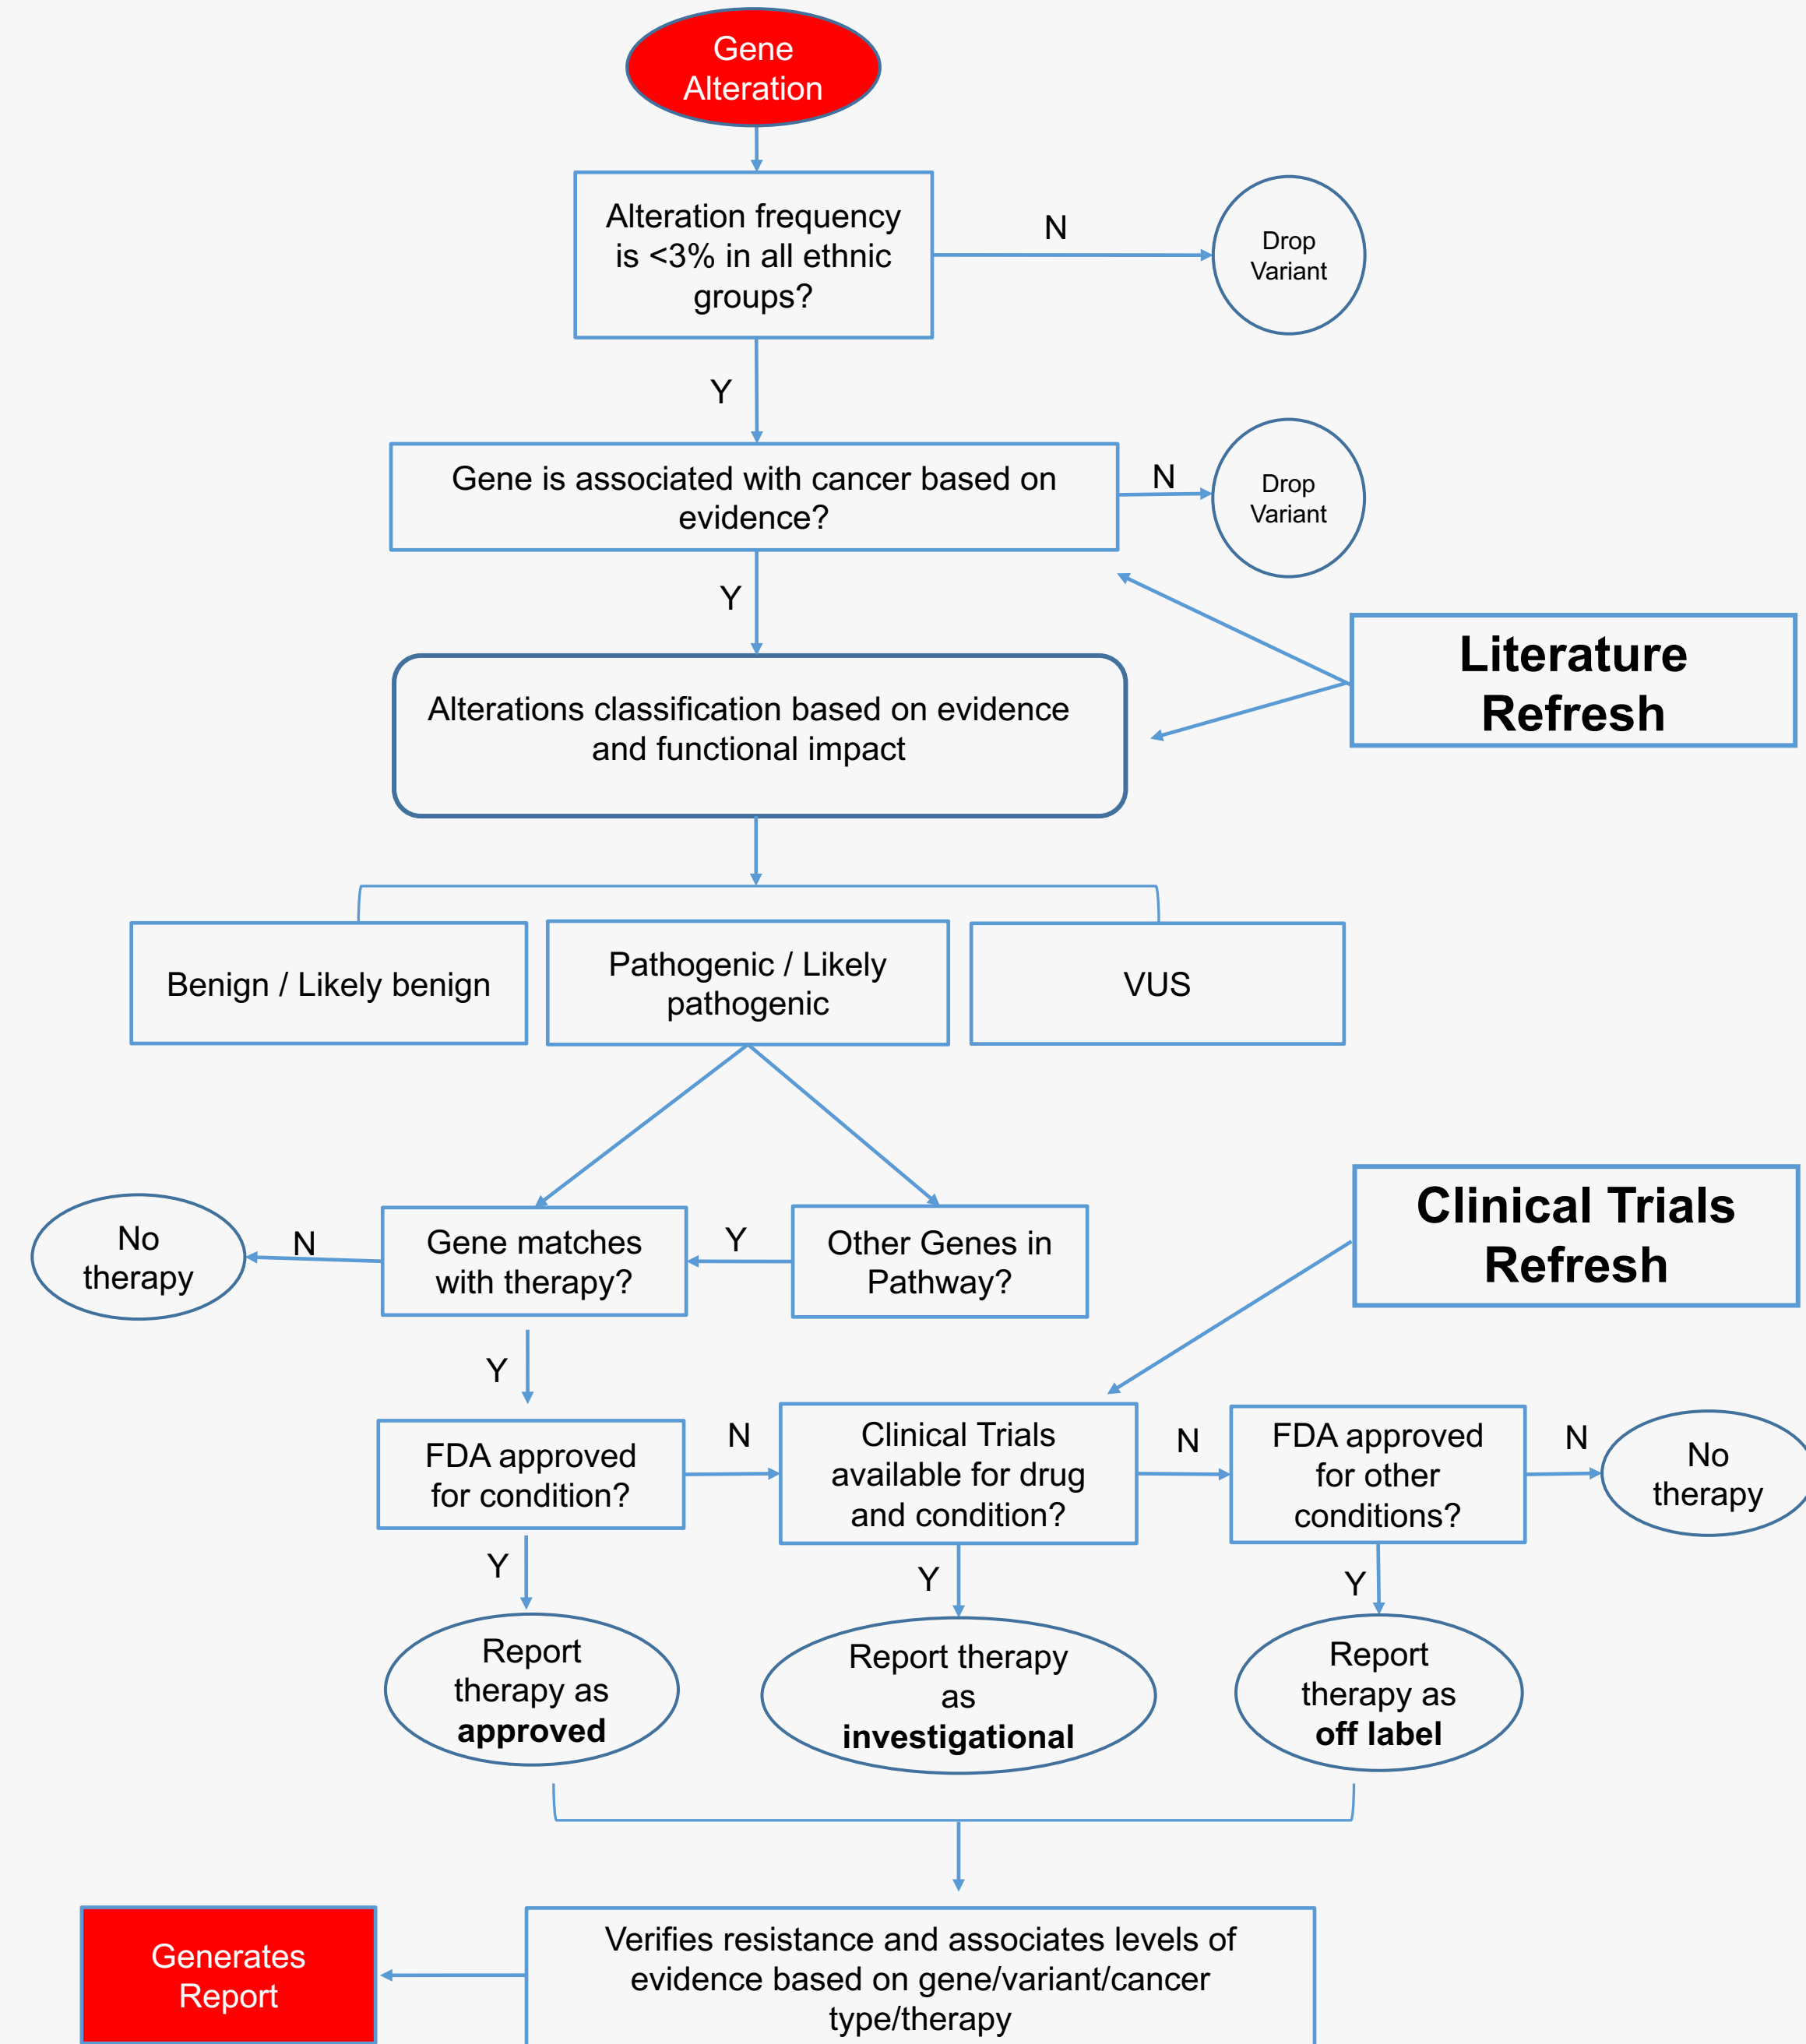 Gene
Alteration
Alteration frequency
is <3% in all ethnic
groups?
N
Drop
Variant
Y
Gene is associated with cancer based on
evidence?
N
Drop
Variant
Y
Literature
Refresh
Alterations classification based on evidence
and functional impact
Benign / Likely benign
Pathogenic / Likely
pathogenic
VUS
Clinical Trials
Refresh
No
therapy
N
Gene matches
with therapy?
Y
Other Genes in
Pathway?
Y
FDA approved
for condition?
N
Clinical Trials
available for drug
and condition?
N
FDA approved
for other
conditions?
N
No
therapy
Y
Y
Y
Report
therapy as
approved
Report therapy
as
investigational
Report
therapy as
off label
Generates
Report
Verifies resistance and associates levels of
evidence based on gene/variant/cancer
type/therapy